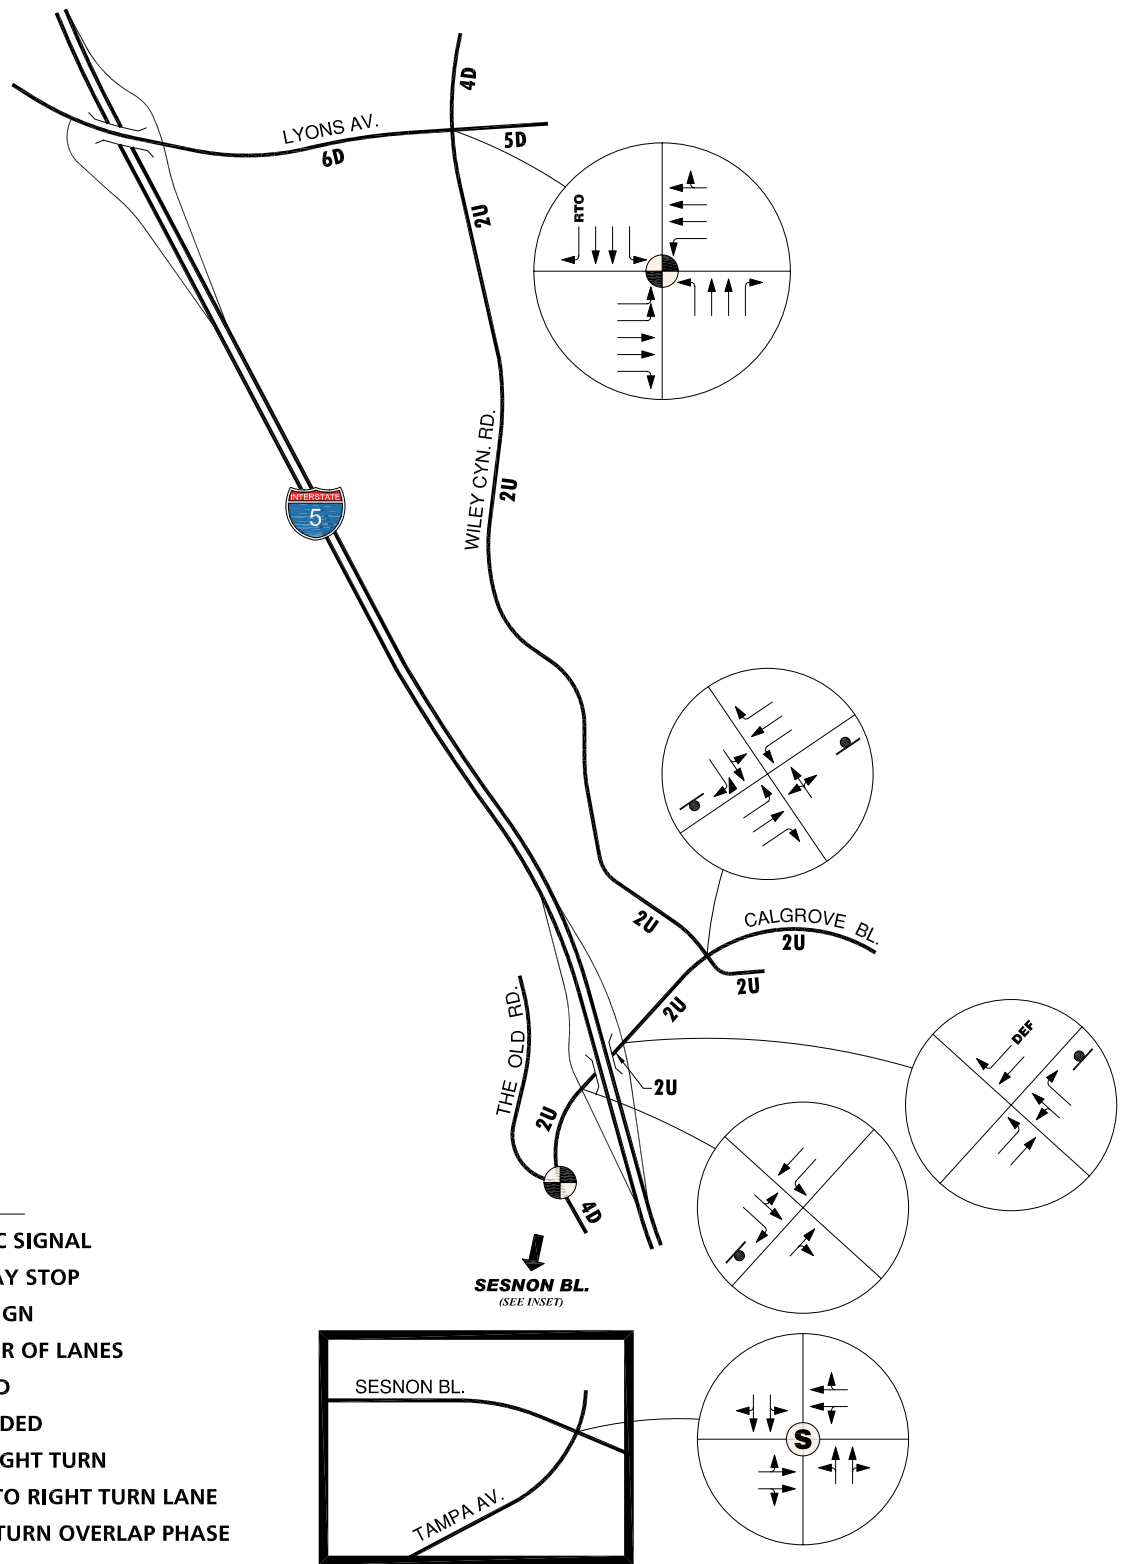 4D
LYONS AV.
6D
5D
2U
RTO
WILEY CYN. RD.
2U
INTERSTATE
5
CALGROVE BL.
2U
2U
2U
2U
DEF
THE OLD RD.
2U
2U
4D
SESNON BL.
(SEE INSET)
C SIGNAL
AY STOP
GN
R OF LANES
D
DED
GHT TURN
TO RIGHT TURN LANE
TURN OVERLAP PHASE
SESNON BL.
TAMPA AV.
S